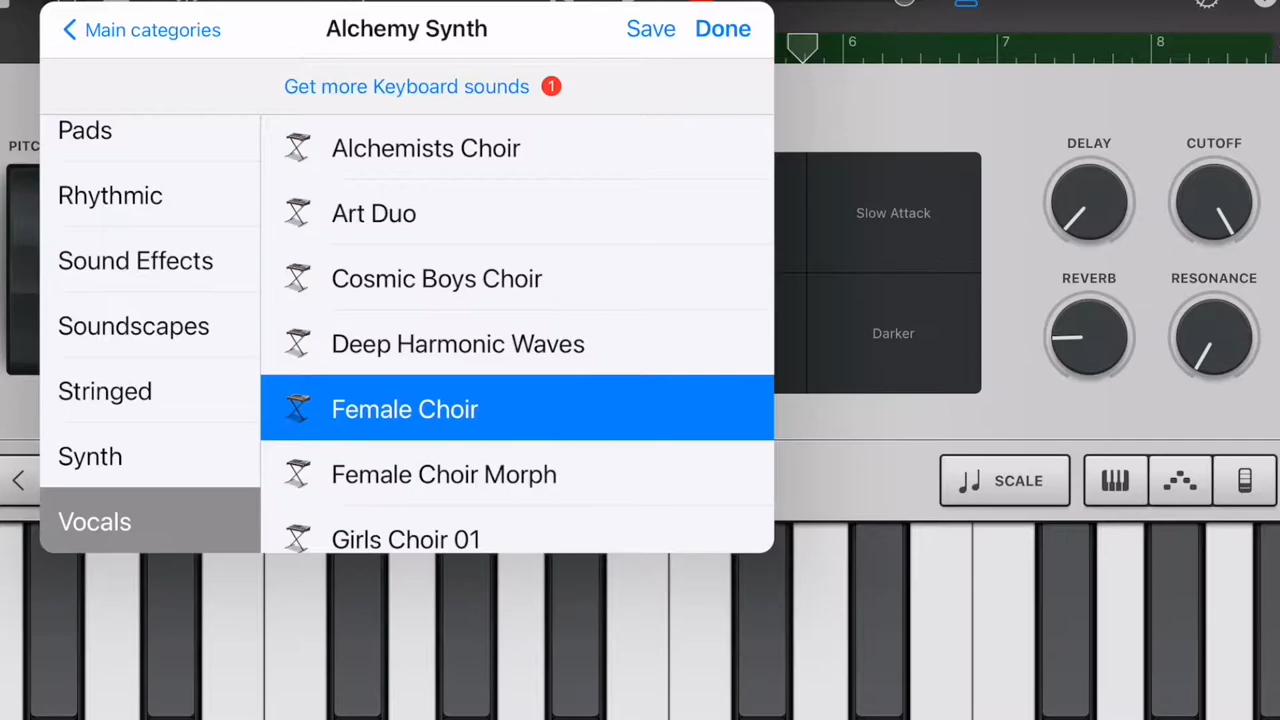 Main categories
Alchemy Synth
Save
Done
Get more Keyboard sounds
1
Pads
Rhythmic
Sound Effects
Soundscapes
Stringed
Synth
Vocals
Alchemists Choir
Art Duo
Cosmic Boys Choir
Deep Harmonic Waves
Female Choir
Female Choir Morph
Girls Choir 01
6
7
8
PITC
Slow Attack
Darker
DELAY
CUTOFF
REVERB
RESONANCE
SCALE